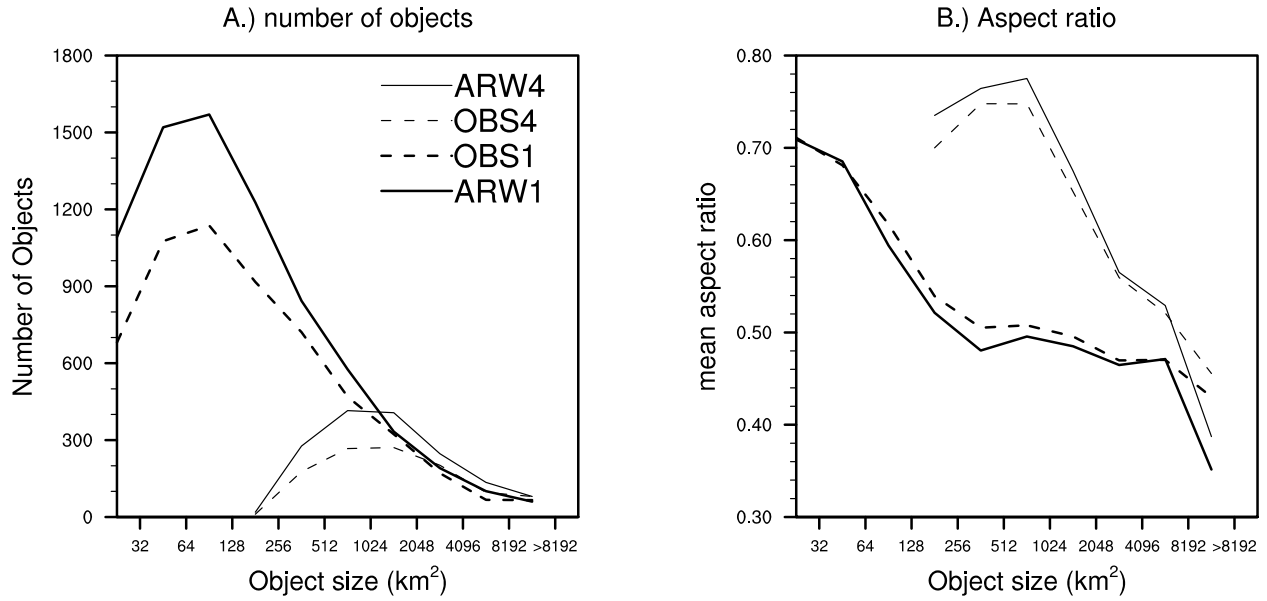 A.) number of objects
1800
1500
1200
900
600
300
0
Number of Objects
ARW4
OBS4
OBS1
ARW1
32 64 128 256 512 1024 2048 4096 8192 >8192
Object size (km²)
B.) Aspect ratio
0.80
0.70
0.60
0.50
0.40
0.30
mean aspect ratio
32 64 128 256 512 1024 2048 4096 8192 >8192
Object size (km²)